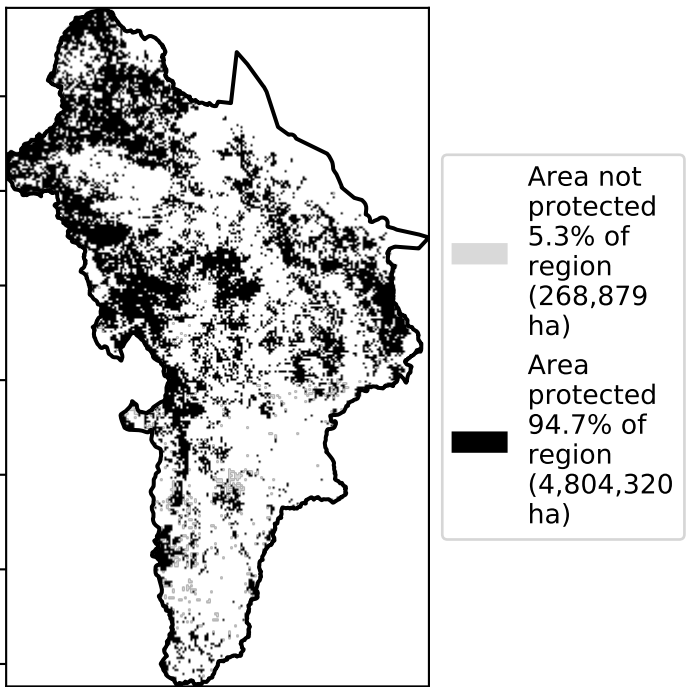 Area not
protected
5.3% of
region
(268,879
ha)
Area
protected
94.7% of
region
(4,804,320
ha)